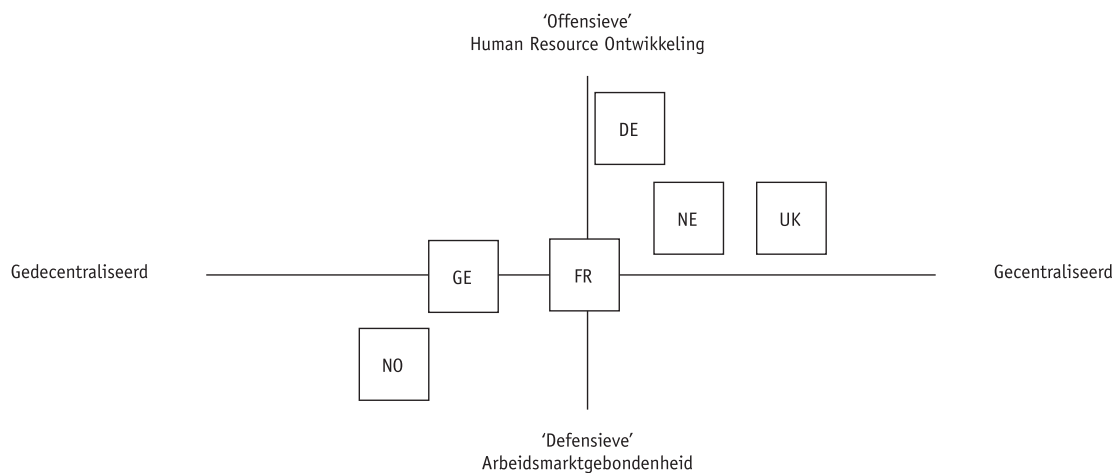 ‘Offensieve’
Human Resource Ontwikkeling
DE
NE
UK
Gedecentraliseerd
GE
FR
Gecentraliseerd
NO
‘Defensieve’
Arbeidsmarktgebondenheid